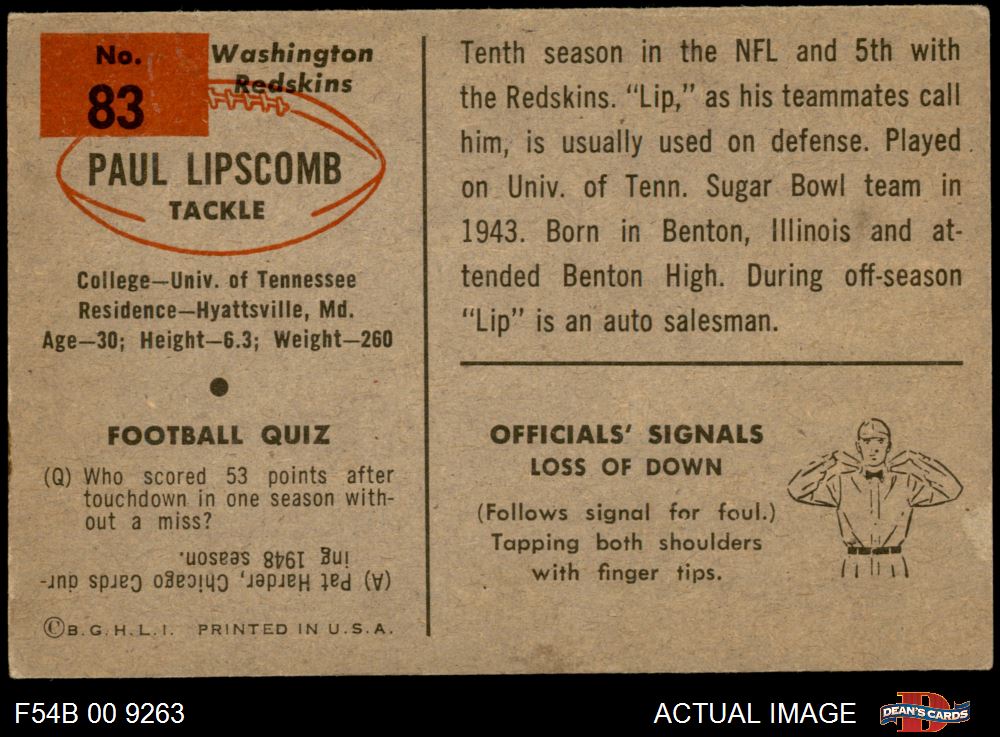 No.
83
Washington
Redskins
PAUL LIPSCOMB
TACKLE
College—Univ. of Tennessee
Residence—Hyattsville, Md.
Age—30; Height—6.3; Weight—260
FOOTBALL QUIZ
(Q) Who scored 53 points after
touchdown in one season with-
out a miss?
(A) Pat Harder, Chicago Cards dur-
ing 1948 season.
©B.G.H.L.I. PRINTED IN U.S.A.
Tenth season in the NFL and 5th with
the Redskins. “Lip,” as his teammates call
him, is usually used on defense. Played
on Univ. of Tenn. Sugar Bowl team in
1943. Born in Benton, Illinois and at-
tended Benton High. During off-season
“Lip” is an auto salesman.
OFFICIALS’ SIGNALS
LOSS OF DOWN
(Follows signal for foul.)
Tapping both shoulders
with finger tips.
F54B 00 9263
ACTUAL IMAGE
D
DEAN'S CARDS